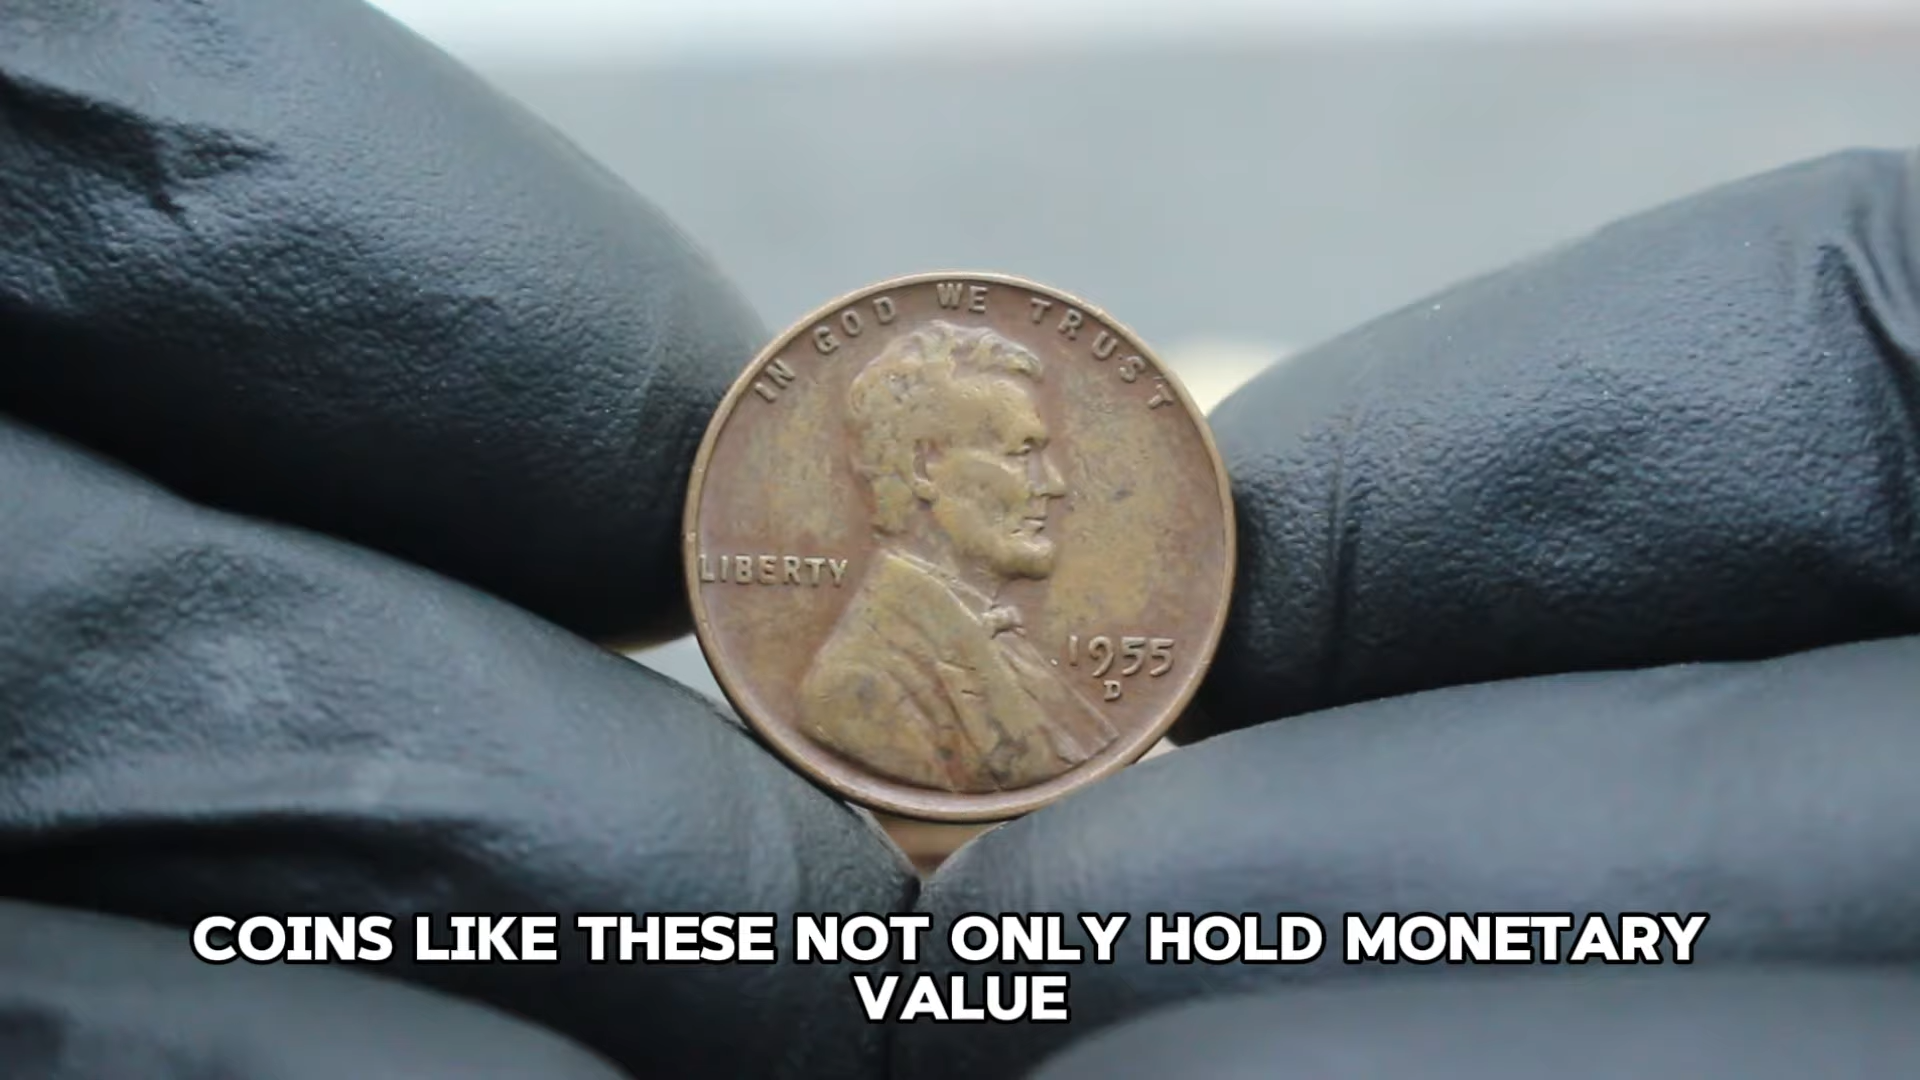 IN GOD WE TRUST
LIBERTY
1955
D
COINS LIKE THESE NOT ONLY HOLD MONETARY
VALUE